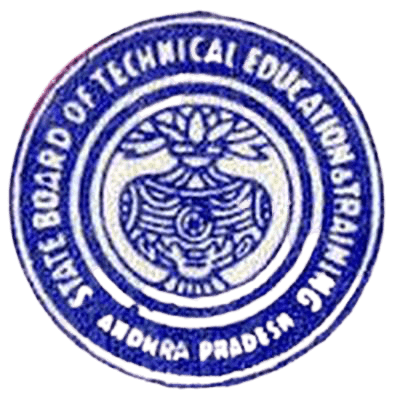 STATE BOARD OF TECHNICAL EDUCATION & TRAINING
ANDHRA PRADESH